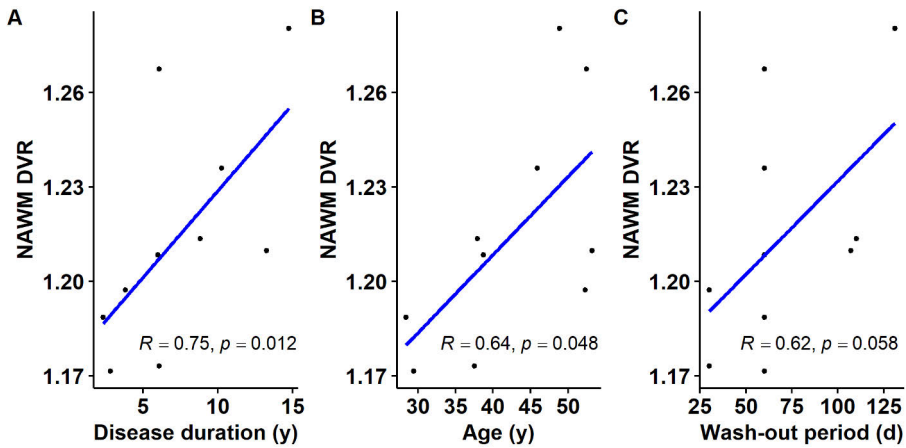 A
NAWM DVR
1.26
1.23
1.20
1.17
R = 0.75, p = 0.012
5
10
15
Disease duration (y)
B
NAWM DVR
1.26
1.23
1.20
1.17
R = 0.64, p = 0.048
30
35
40
45
50
Age (y)
C
NAWM DVR
1.26
1.23
1.20
1.17
R = 0.62, p = 0.058
25
50
75
100
125
Wash-out period (d)